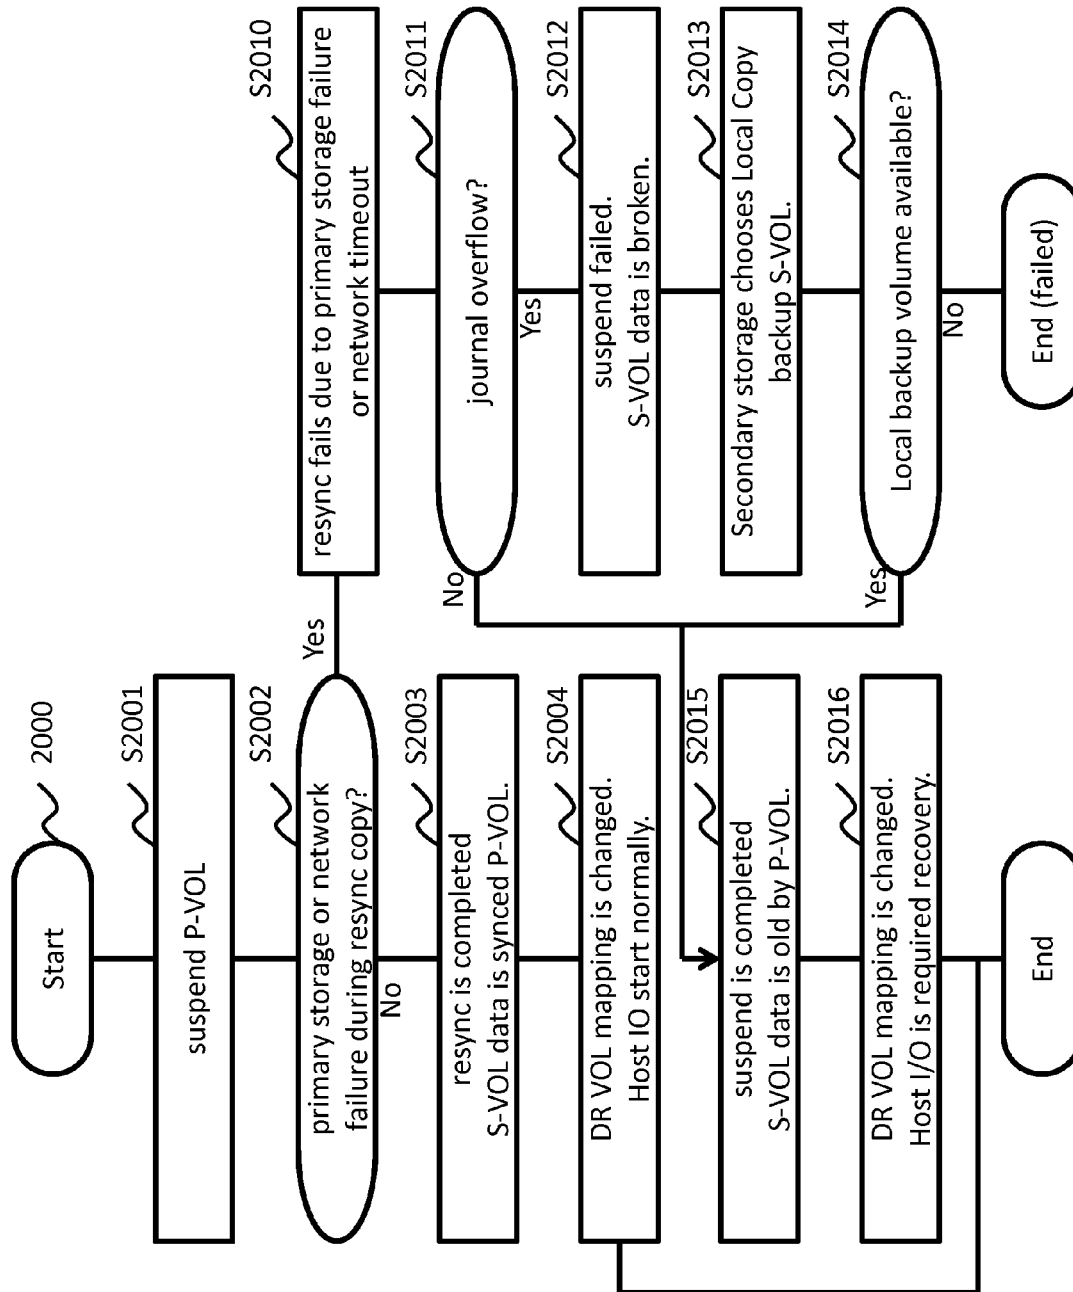 Start
2000
suspend P-VOL
S2001
primary storage or network
failure during resync copy?
S2002
Yes
No
resync is completed
S-VOL data is synced P-VOL.
S2003
DR VOL mapping is changed.
Host IO start normally.
S2004
resync fails due to primary storage failure
or network timeout
S2010
journal overflow?
S2011
No
Yes
suspend failed.
S-VOL data is broken.
S2012
Secondary storage chooses Local Copy
backup S-VOL.
S2013
Local backup volume available?
S2014
Yes
No
End (failed)
suspend is completed
S-VOL data is old by P-VOL.
S2015
DR VOL mapping is changed.
Host I/O is required recovery.
S2016
End